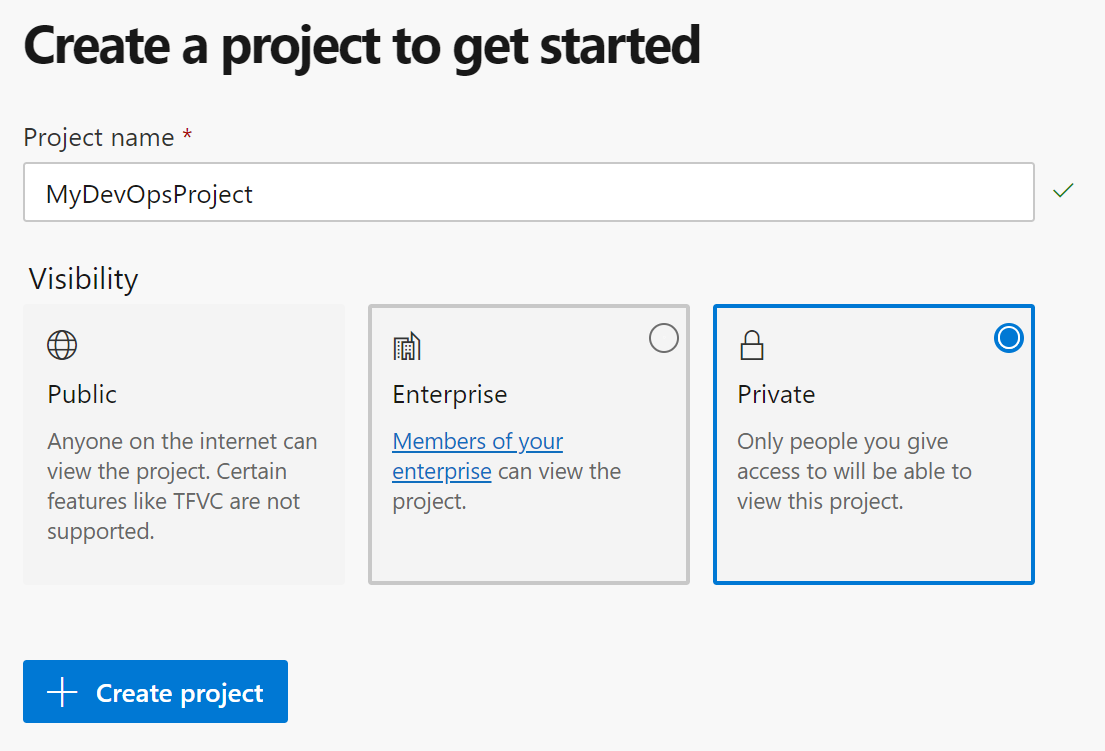 Create a project to get started
Project name *
MyDevOpsProject
Visibility
Public
Anyone on the internet can
view the project. Certain
features like TFVC are not
supported.
Enterprise
Members of your
enterprise can view the
project.
Private
Only people you give
access to will be able to
view this project.
Create project